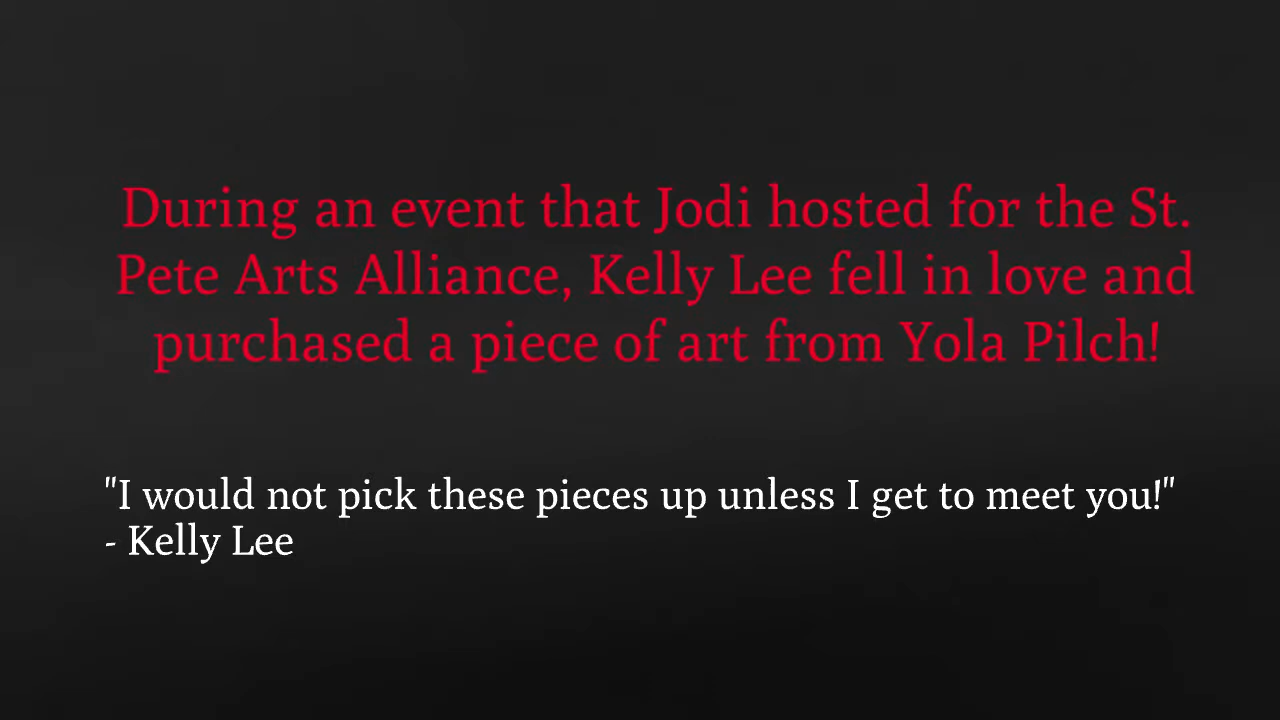 During an event that Jodi hosted for the St.
Pete Arts Alliance, Kelly Lee fell in love and
purchased a piece of art from Yola Pilch!
"I would not pick these pieces up unless I get to meet you!"
- Kelly Lee